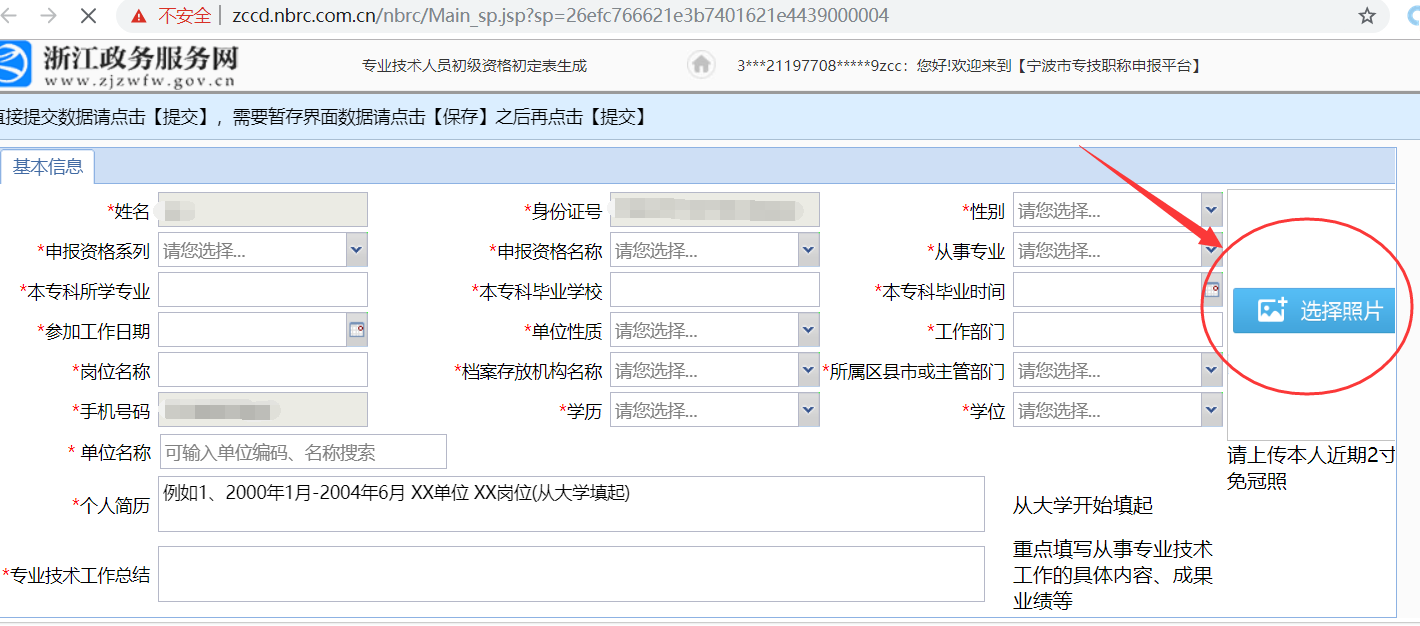 不安全 zccd.nbrc.com.cn/nbrc/Main_sp.jsp?sp=26efc766621e3b7401621e4439000004
浙江政务服务网
www.zjzwfw.gov.cn
专业技术人员初级资格初定表生成
3***21197708*****9zcc：您好!欢迎来到【宁波市专技职称申报平台】
直接提交数据请点击【提交】，需要暂存界面数据请点击【保存】之后再点击【提交】
基本信息
*姓名 *身份证号 *性别 请您选择...
*申报资格系列 请您选择... *申报资格名称 请您选择... *从事专业 请您选择...
*本专科所学专业 *本专科毕业学校 *本专科毕业时间
选择照片
*参加工作日期 *单位性质 请您选择... *工作部门
*岗位名称 *档案存放机构名称 请您选择... *所属区县市或主管部门 请您选择...
*手机号码 *学历 请您选择... *学位 请您选择...
* 单位名称 可输入单位编码、名称搜索
请上传本人近期2寸
免冠照
*个人简历 例如1、2000年1月-2004年6月 XX单位 XX岗位(从大学填起)
从大学开始填起
*专业技术工作总结
重点填写从事专业技术
工作的具体内容、成果
业绩等